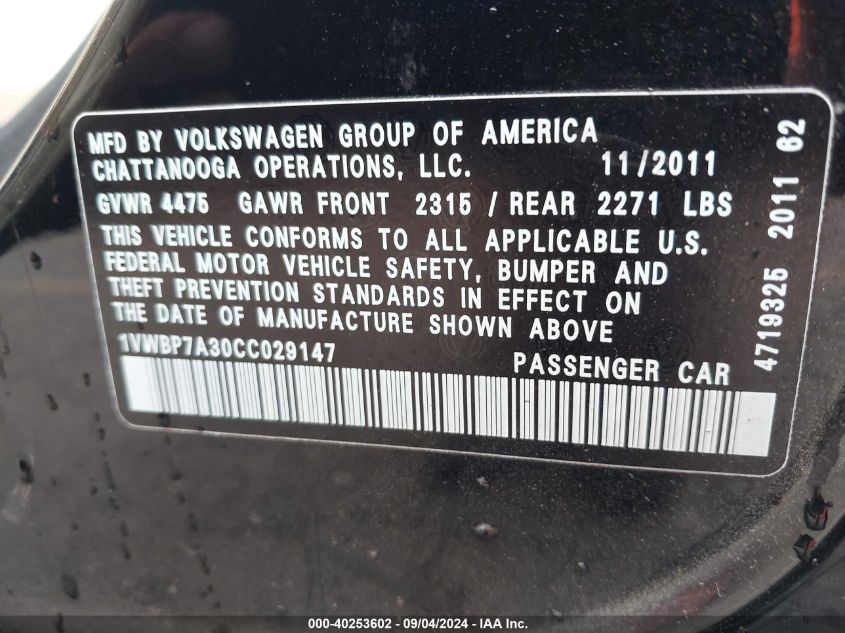 MFD BY VOLKSWAGEN GROUP OF AMERICA
CHATTANOOGA OPERATIONS, LLC. 11/2011
GVWR 4475 GAWR FRONT 2315 / REAR 2271 LBS
THIS VEHICLE CONFORMS TO ALL APPLICABLE U.S.
FEDERAL MOTOR VEHICLE SAFETY, BUMPER AND
THEFT PREVENTION STANDARDS IN EFFECT ON
THE DATE OF MANUFACTURE SHOWN ABOVE
1VWBP7A30CC029147 PASSENGER CAR
4719325 2011 62
000-40253602 - 09/04/2024 - IAA Inc.